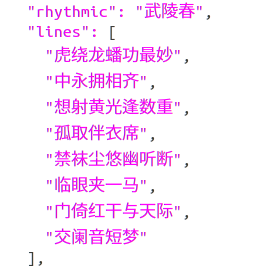 "rhythmic": "武陵春",
"lines": [
"虎绕龙蟠功最妙",
"中永拥相齐",
"想射黄光逢数重",
"孤取伴衣席",
"禁袜尘悠幽听断",
"临眼夹一马",
"门倚红干与天际",
"交阑音短梦"
],